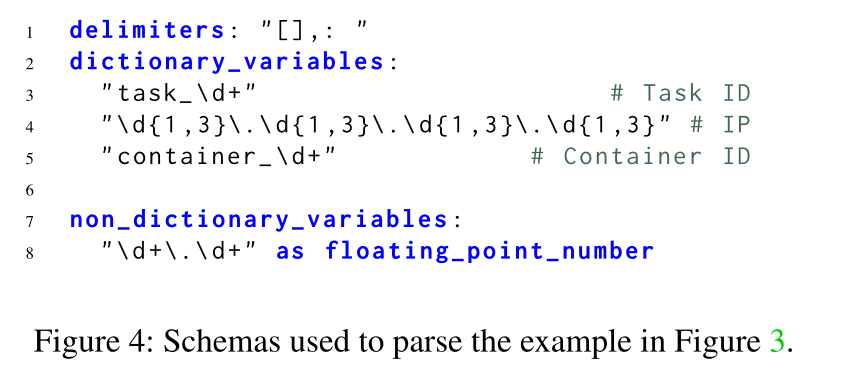 1 delimiters: "[],: "
2 dictionary_variables:
3 "task_\d+" # Task ID
4 "\d{1,3}\.\d{1,3}\.\d{1,3}\.\d{1,3}" # IP
5 "container_\d+" # Container ID
6
7 non_dictionary_variables:
8 "\d+\.\d+" as floating_point_number
Figure 4: Schemas used to parse the example in Figure 3.